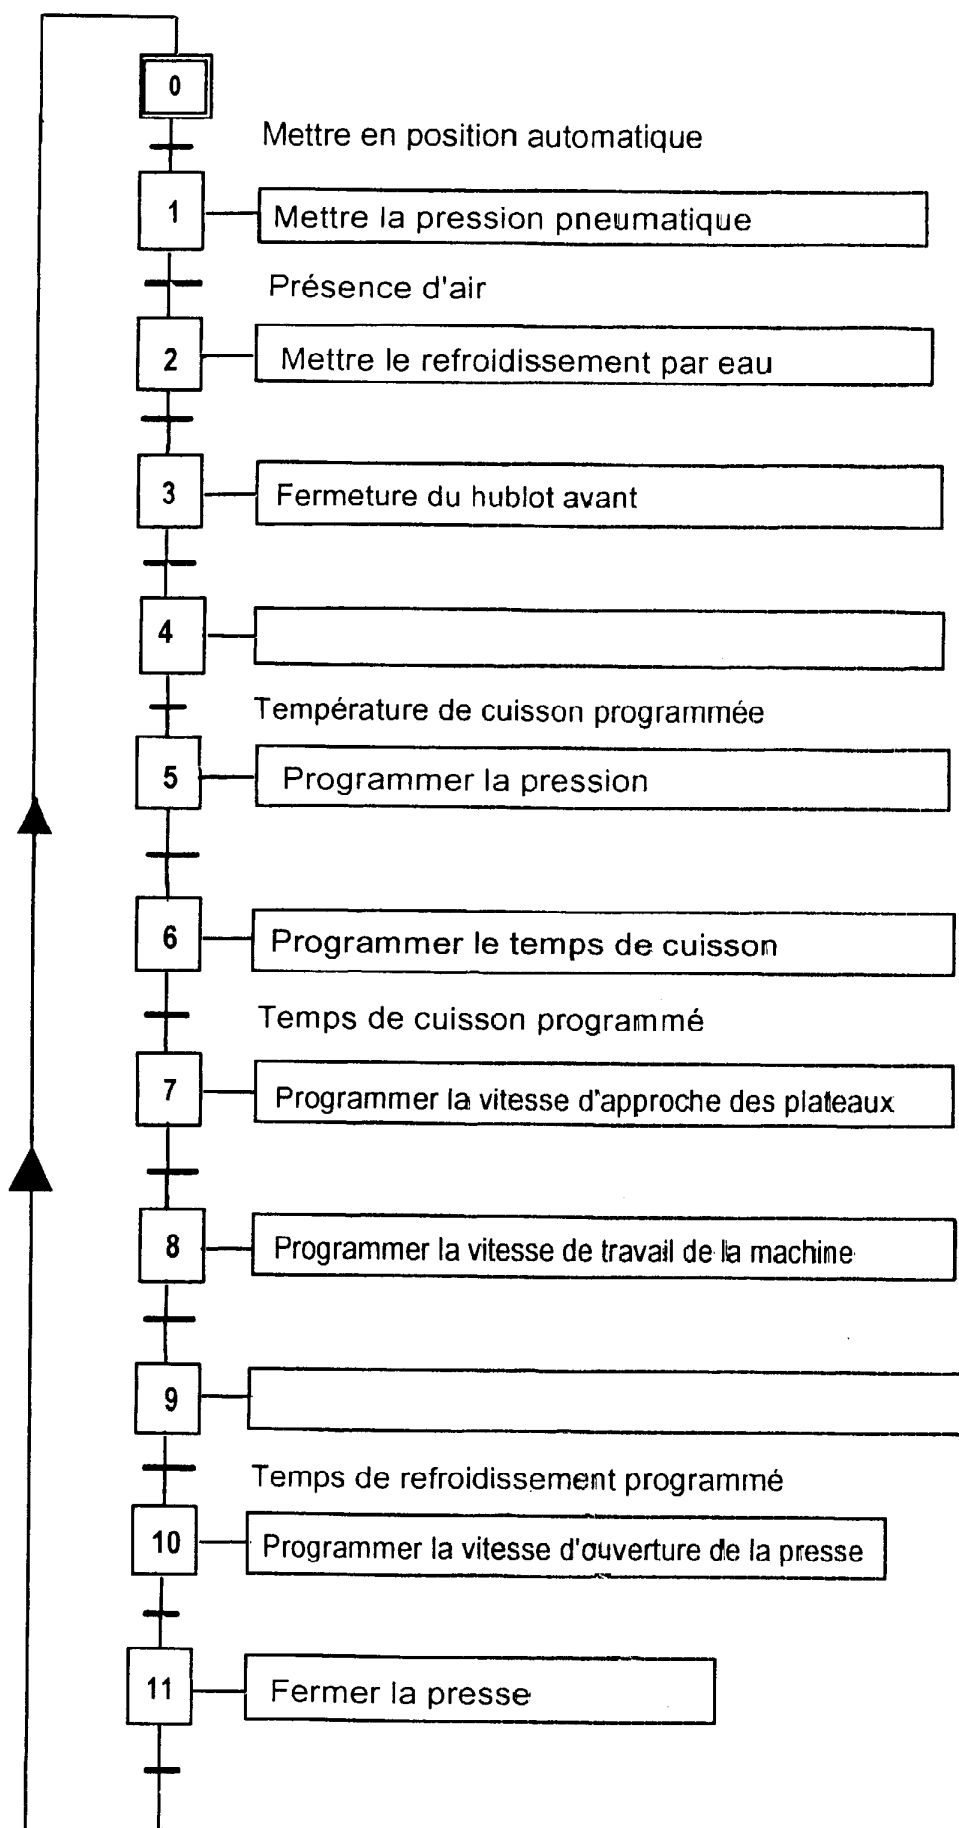 0
Mettre en position automatique
1
Mettre la pression pneumatique
Présence d'air
2
Mettre le refroidissement par eau
3
Fermeture du hublot avant
4
Température de cuisson programmée
5
Programmer la pression
6
Programmer le temps de cuisson
Temps de cuisson programmé
7
Programmer la vitesse d'approche des plateaux
8
Programmer la vitesse de travail de la machine
9
Temps de refroidissement programmé
10
Programmer la vitesse d'ouverture de la presse
11
Fermer la presse